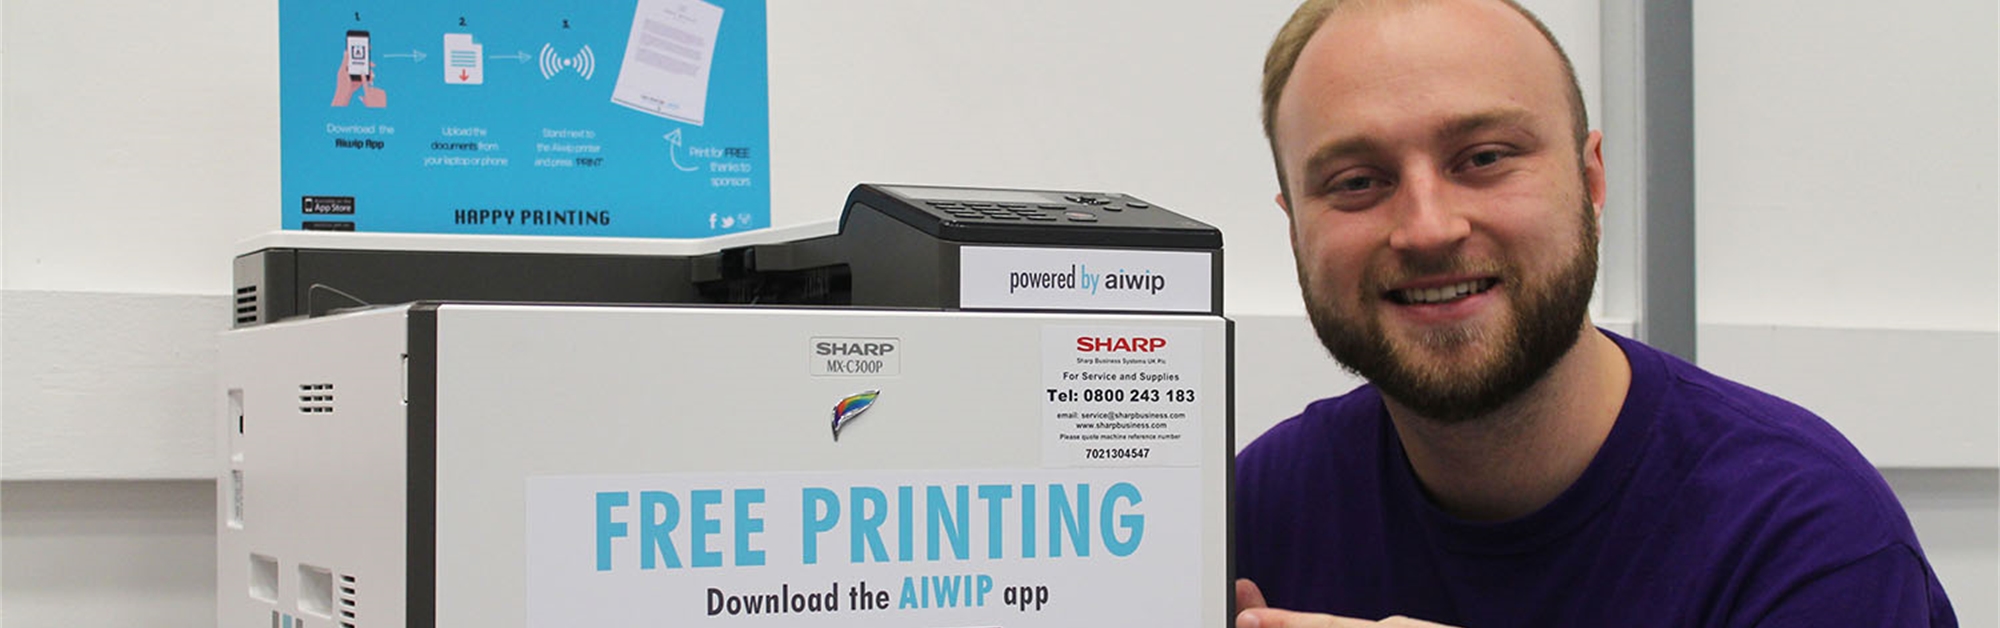 1.
2.
3.
Download the
Aiwip App
Upload the
documents from
your laptop or phone
Stand next to
the Aiwip printer
and press PRINT
Print for FREE
thanks to
sponsors
App Store
HAPPY PRINTING
powered by aiwip
SHARP
MX-C300P
SHARP
Sharp Business Systems UK Plc
For Service and Supplies
Tel: 0800 243 183
email: service@sharpbusiness.com
www.sharpbusiness.com
Please quote machine reference number
7021304547
FREE PRINTING
Download the AIWIP app